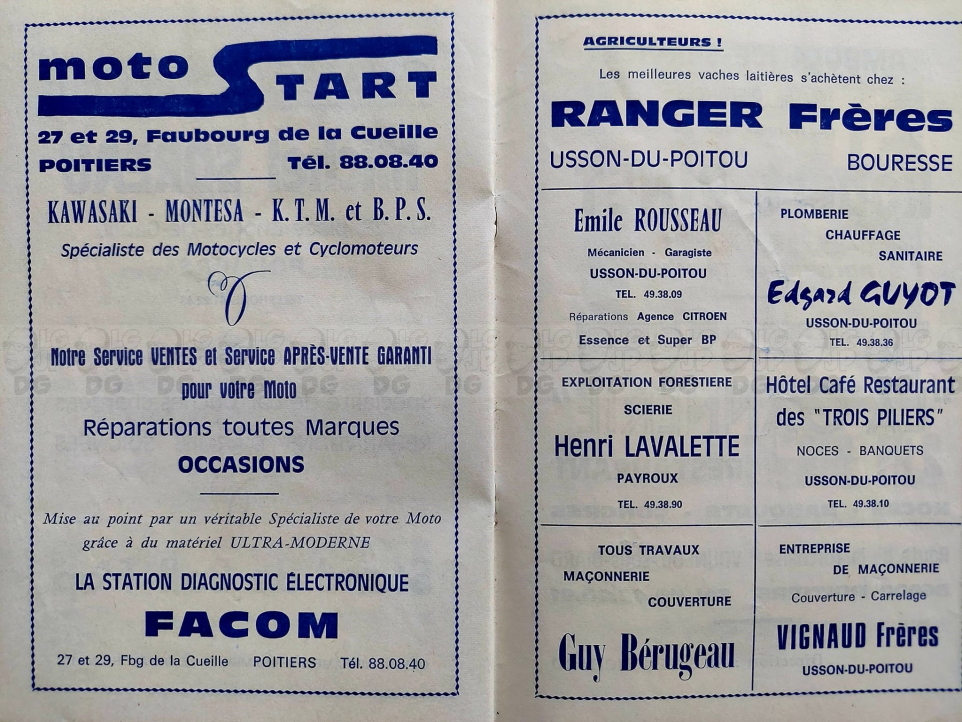 moto START
27 et 29, Faubourg de la Cueille
POITIERS Tél. 88.08.40
KAWASAKI - MONTESA - K.T.M. et B.P.S.
Spécialiste des Motocycles et Cyclomoteurs
Notre Service VENTES et Service APRÈS-VENTE GARANTI
pour votre Moto
Réparations toutes Marques
OCCASIONS
Mise au point par un véritable Spécialiste de votre Moto
grâce à du matériel ULTRA-MODERNE
LA STATION DIAGNOSTIC ÉLECTRONIQUE
FACOM
27 et 29, Fbg de la Cueille POITIERS Tél. 88.08.40
AGRICULTEURS !
Les meilleures vaches laitières s'achètent chez :
RANGER Frères
USSON-DU-POITOU BOURESSE
Emile ROUSSEAU
Mécanicien - Garagiste
USSON-DU-POITOU
TEL. 49.38.09
Réparations Agence CITROEN
Essence et Super BP
PLOMBERIE
CHAUFFAGE
SANITAIRE
Edgard GUYOT
USSON-DU-POITOU
TEL. 49.38.36
EXPLOITATION FORESTIERE
SCIERIE
Henri LAVALETTE
PAYROUX
TEL. 49.38.90
Hôtel Café Restaurant
des "TROIS PILIERS"
NOCES - BANQUETS
USSON-DU-POITOU
TEL. 49.38.10
TOUS TRAVAUX
MAÇONNERIE
COUVERTURE
Guy Bérugeau
ENTREPRISE
DE MAÇONNERIE
Couverture - Carrelage
VIGNAUD Frères
USSON-DU-POITOU